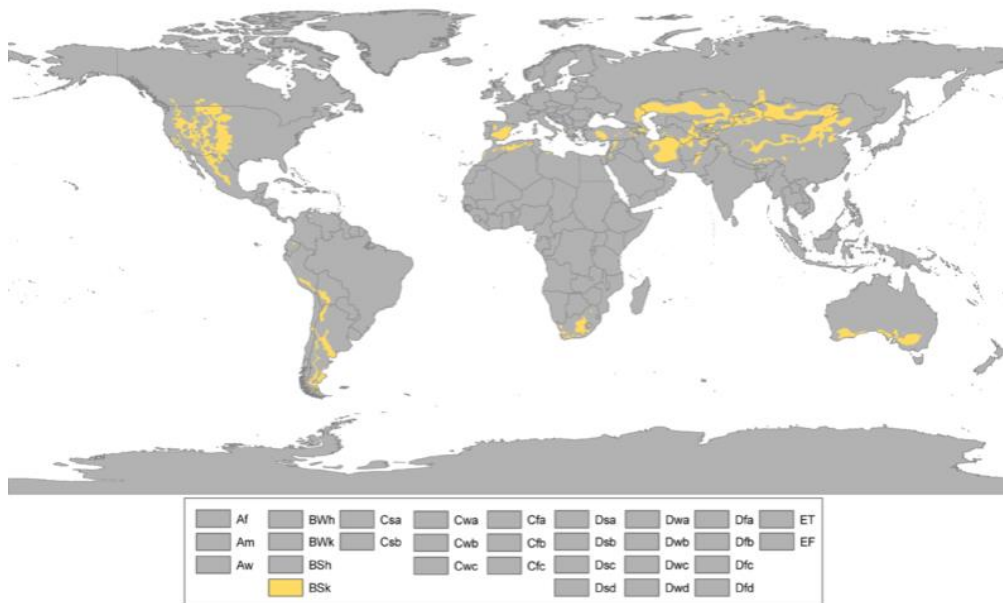 Af BWh Csa Cwa Cfa Dsa Dwa Dfa ET
Am BWk Csb Cwb Cfb Dsb Dwb Dfb EF
Aw BSh Cwc Cfc Dsc Dwc Dfc
BSk Dsd Dwd Dfd